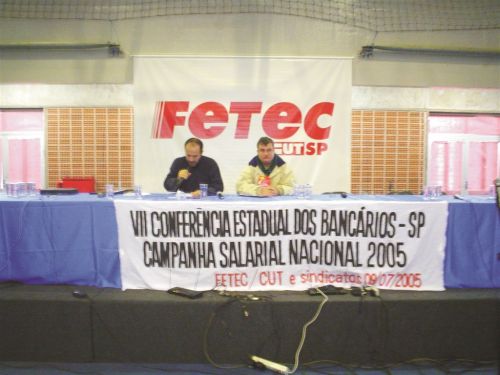 FETEC
CUT SP
VII CONFERÊNCIA ESTADUAL DOS BANCÁRIOS - SP
CAMPANHA SALARIAL NACIONAL 2005
FETEC/CUT e sindicatos 09/07/2005